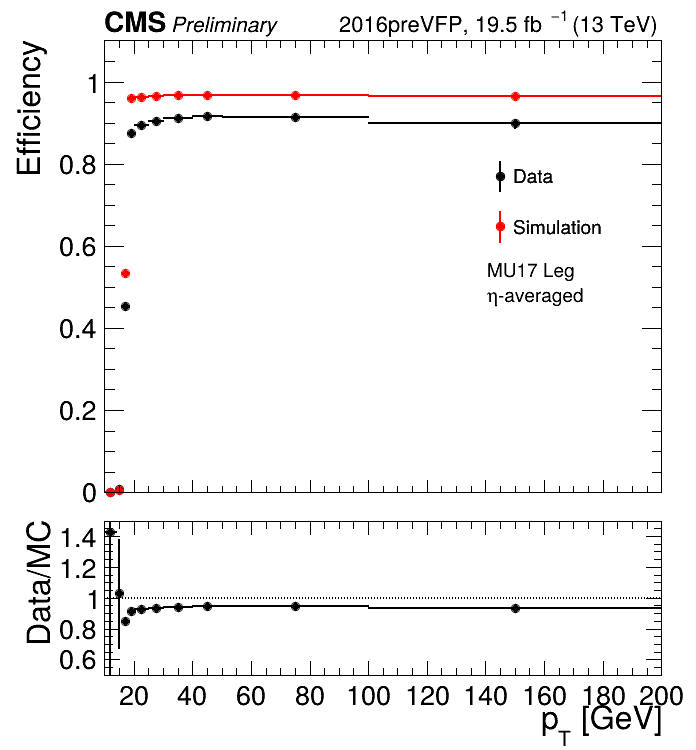 CMS Preliminary 2016preVFP, 19.5 fb⁻¹ (13 TeV)
Efficiency
1
0.8
0.6
0.4
0.2
0
Data
Simulation
MU17 Leg
η-averaged
Data/MC
1.4
1.2
1
0.8
0.6
20 40 60 80 100 120 140 160 180 200
p_T [GeV]